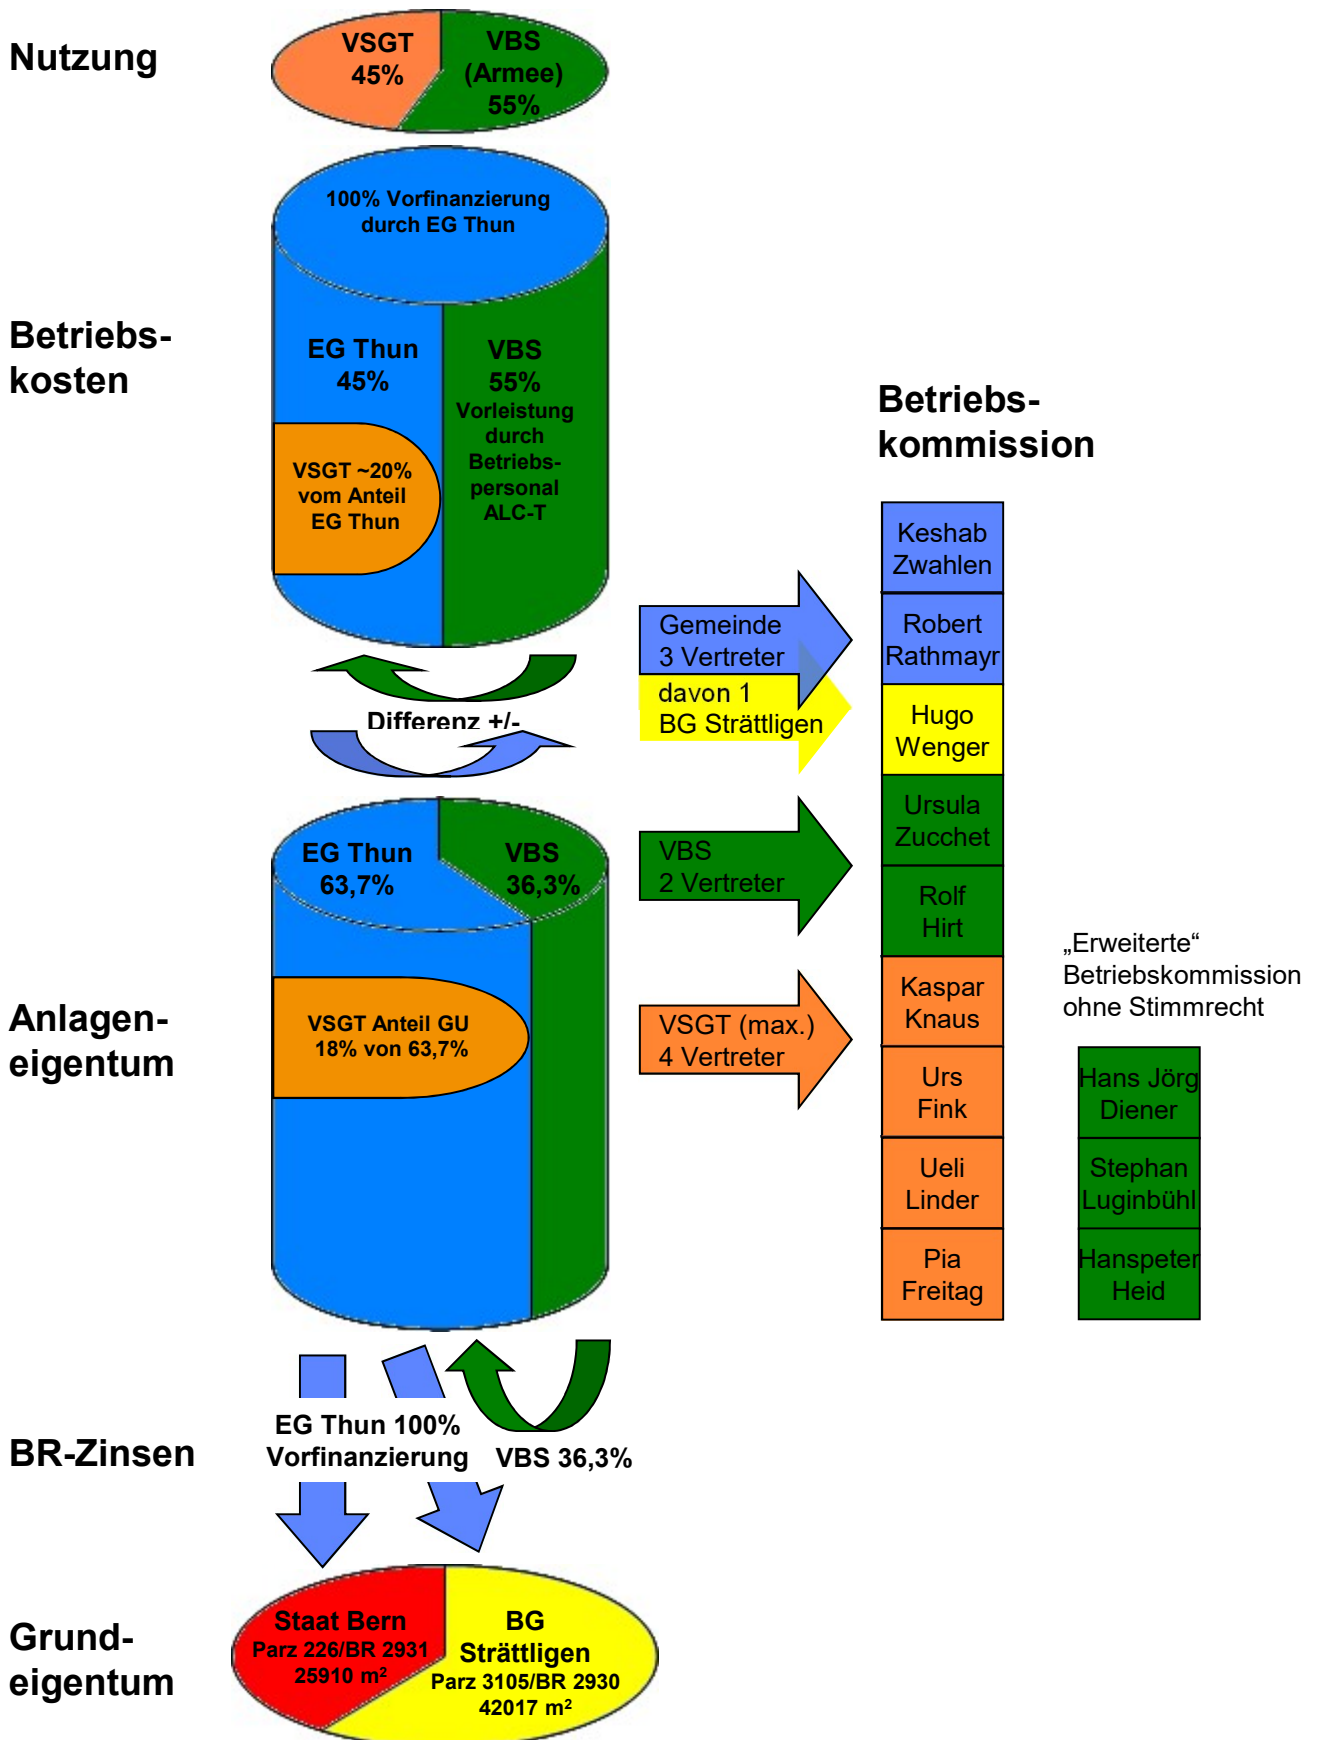 Nutzung
VSGT
45%
VBS
(Armee)
55%
100% Vorfinanzierung
durch EG Thun
Betriebs-
kosten
EG Thun
45%
VBS
55%
Vorleistung
durch
Betriebs-
personal
ALC-T
VSGT ~20%
vom Anteil
EG Thun
Differenz +/-
Betriebs-
kommission
Gemeinde
3 Vertreter
davon 1
BG Strättligen
VBS
2 Vertreter
VSGT (max.)
4 Vertreter
Keshab
Zwahlen
Robert
Rathmayr
Hugo
Wenger
Ursula
Zucchet
Rolf
Hirt
Kaspar
Knaus
Urs
Fink
Ueli
Linder
Pia
Freitag
„Erweiterte“
Betriebskommission
ohne Stimmrecht
Hans Jörg
Diener
Stephan
Luginbühl
Hanspeter
Heid
Anlagen-
eigentum
EG Thun
63,7%
VBS
36,3%
VSGT Anteil GU
18% von 63,7%
BR-Zinsen
EG Thun 100%
Vorfinanzierung
VBS 36,3%
Grund-
eigentum
Staat Bern
Parz 226/BR 2931
25910 m²
BG
Strättligen
Parz 3105/BR 2930
42017 m²